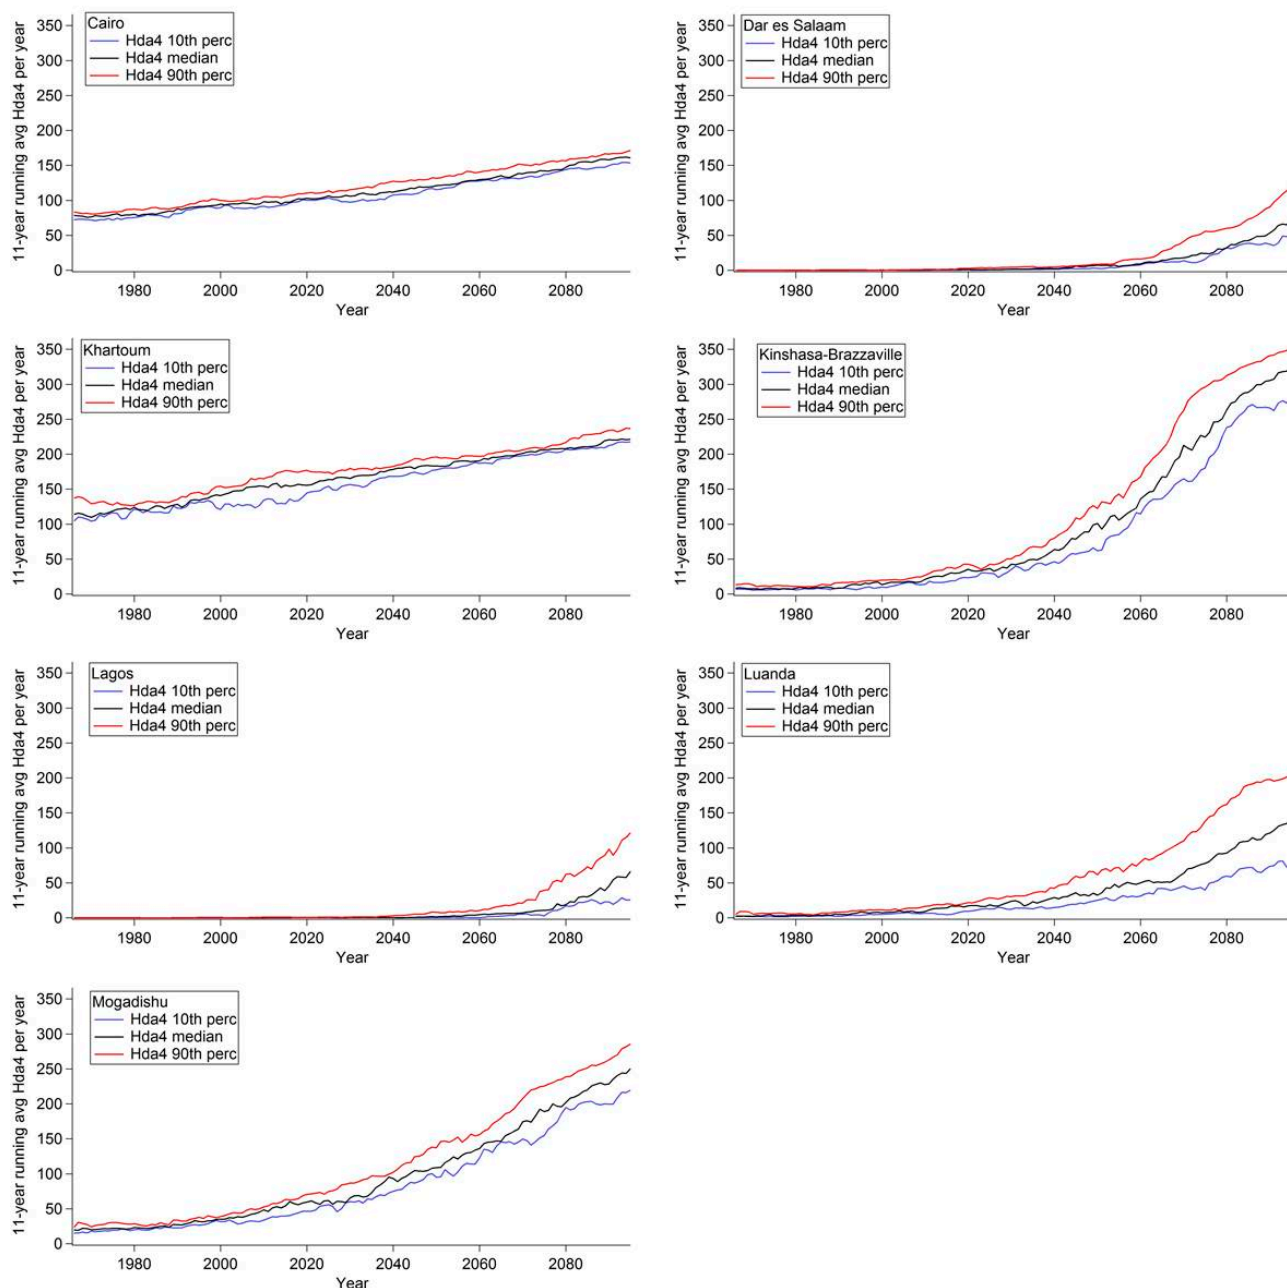 11-year running avg Hda4 per year
350
300
250
200
150
100
50
0
Cairo
Hda4 10th perc
Hda4 median
Hda4 90th perc
1980 2000 2020 2040 2060 2080
Year
11-year running avg Hda4 per year
350
300
250
200
150
100
50
0
Dar es Salaam
Hda4 10th perc
Hda4 median
Hda4 90th perc
1980 2000 2020 2040 2060 2080
Year
11-year running avg Hda4 per year
350
300
250
200
150
100
50
0
Khartoum
Hda4 10th perc
Hda4 median
Hda4 90th perc
1980 2000 2020 2040 2060 2080
Year
11-year running avg Hda4 per year
350
300
250
200
150
100
50
0
Kinshasa-Brazzaville
Hda4 10th perc
Hda4 median
Hda4 90th perc
1980 2000 2020 2040 2060 2080
Year
11-year running avg Hda4 per year
350
300
250
200
150
100
50
0
Lagos
Hda4 10th perc
Hda4 median
Hda4 90th perc
1980 2000 2020 2040 2060 2080
Year
11-year running avg Hda4 per year
350
300
250
200
150
100
50
0
Luanda
Hda4 10th perc
Hda4 median
Hda4 90th perc
1980 2000 2020 2040 2060 2080
Year
11-year running avg Hda4 per year
350
300
250
200
150
100
50
0
Mogadishu
Hda4 10th perc
Hda4 median
Hda4 90th perc
1980 2000 2020 2040 2060 2080
Year